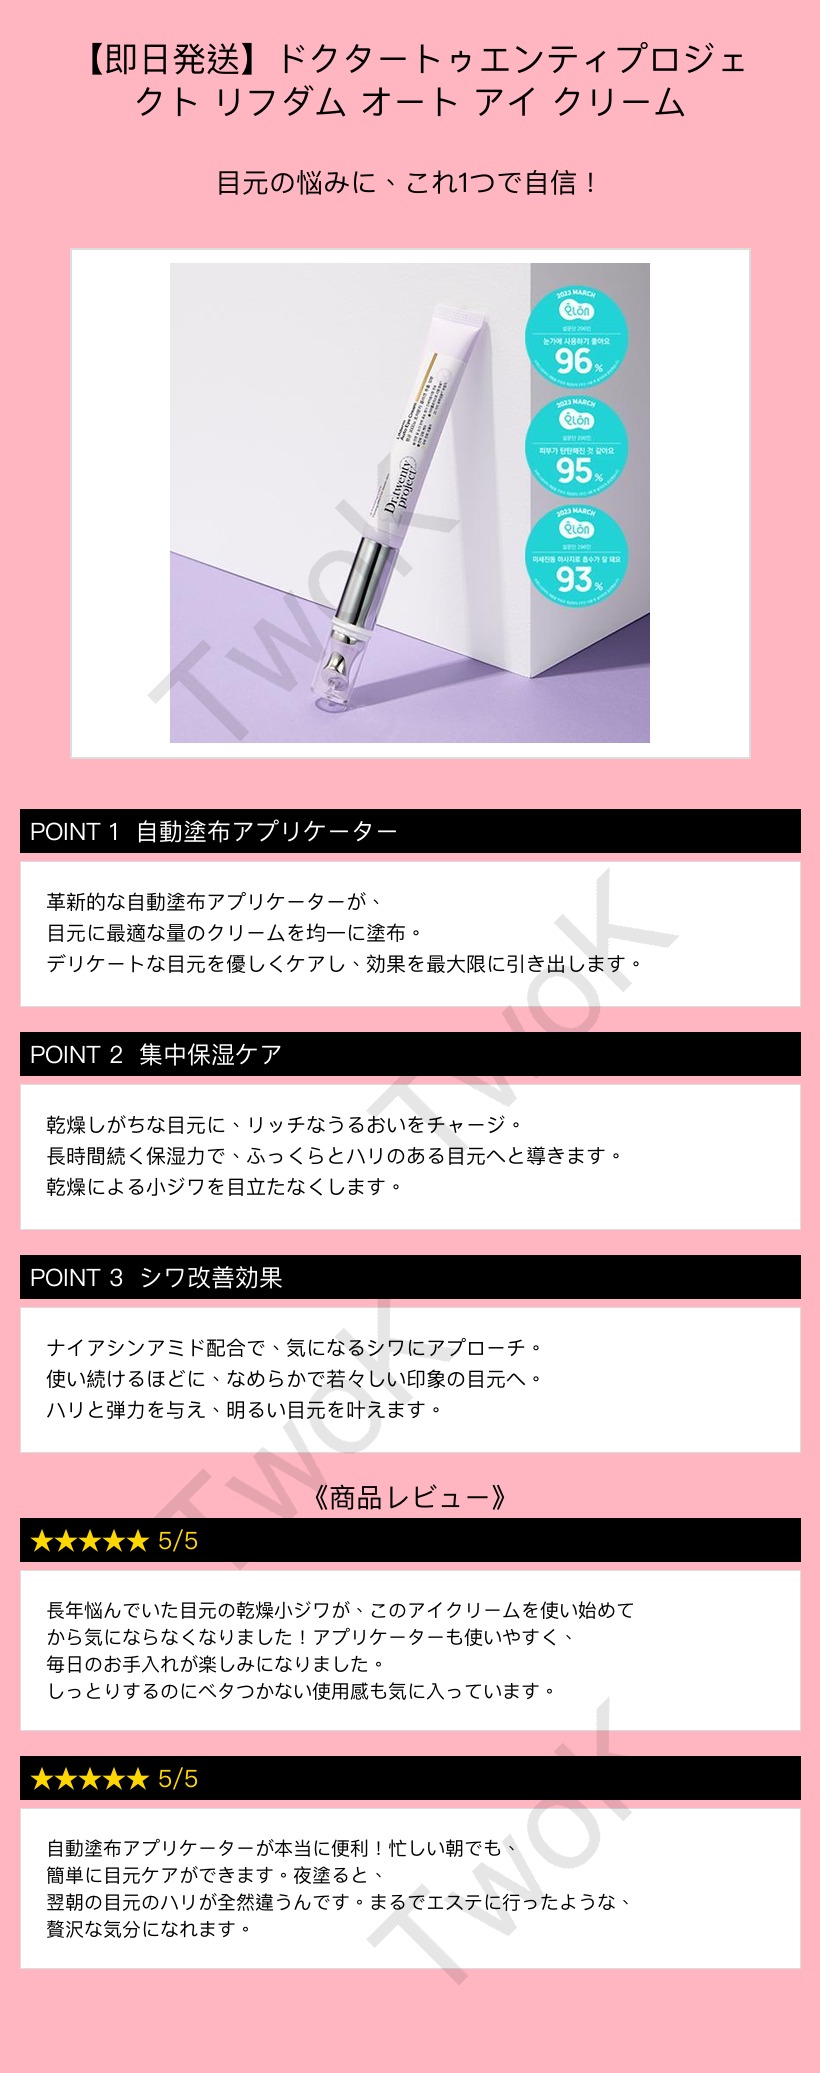 【即日発送】ドクタートゥエンティプロジェ
クト リフダム オート アイ クリーム
目元の悩みに、これ1つで自信！
2023 MARCH
설문단 296인
눈가에 사용하기 좋아요
96%
2023 MARCH
설문단 296인
피부가 탄탄해진 것 같아요
95%
2023 MARCH
설문단 296인
미세진동 마사지로 흡수가 잘 돼요
93%
Auto Eye Cream
Dr.twenty
project
TwoK
POINT 1 自動塗布アプリケーター
革新的な自動塗布アプリケーターが、
目元に最適な量のクリームを均一に塗布。
デリケートな目元を優しくケアし、効果を最大限に引き出します。
TwoK
POINT 2 集中保湿ケア
乾燥しがちな目元に、リッチなうるおいをチャージ。
長時間続く保湿力で、ふっくらとハリのある目元へと導きます。
乾燥による小ジワを目立たなくします。
POINT 3 シワ改善効果
ナイアシンアミド配合で、気になるシワにアプローチ。
使い続けるほどに、なめらかで若々しい印象の目元へ。
ハリと弾力を与え、明るい目元を叶えます。
TwoK
《商品レビュー》
★★★★★ 5/5
長年悩んでいた目元の乾燥小ジワが、このアイクリームを使い始めて
から気にならなくなりました！アプリケーターも使いやすく、
毎日のお手入れが楽しみになりました。
しっとりするのにベタつかない使用感も気に入っています。
★★★★★ 5/5
自動塗布アプリケーターが本当に便利！忙しい朝でも、
簡単に目元ケアができます。夜塗ると、
翌朝の目元のハリが全然違うんです。まるでエステに行ったような、
贅沢な気分になれます。
TwoK